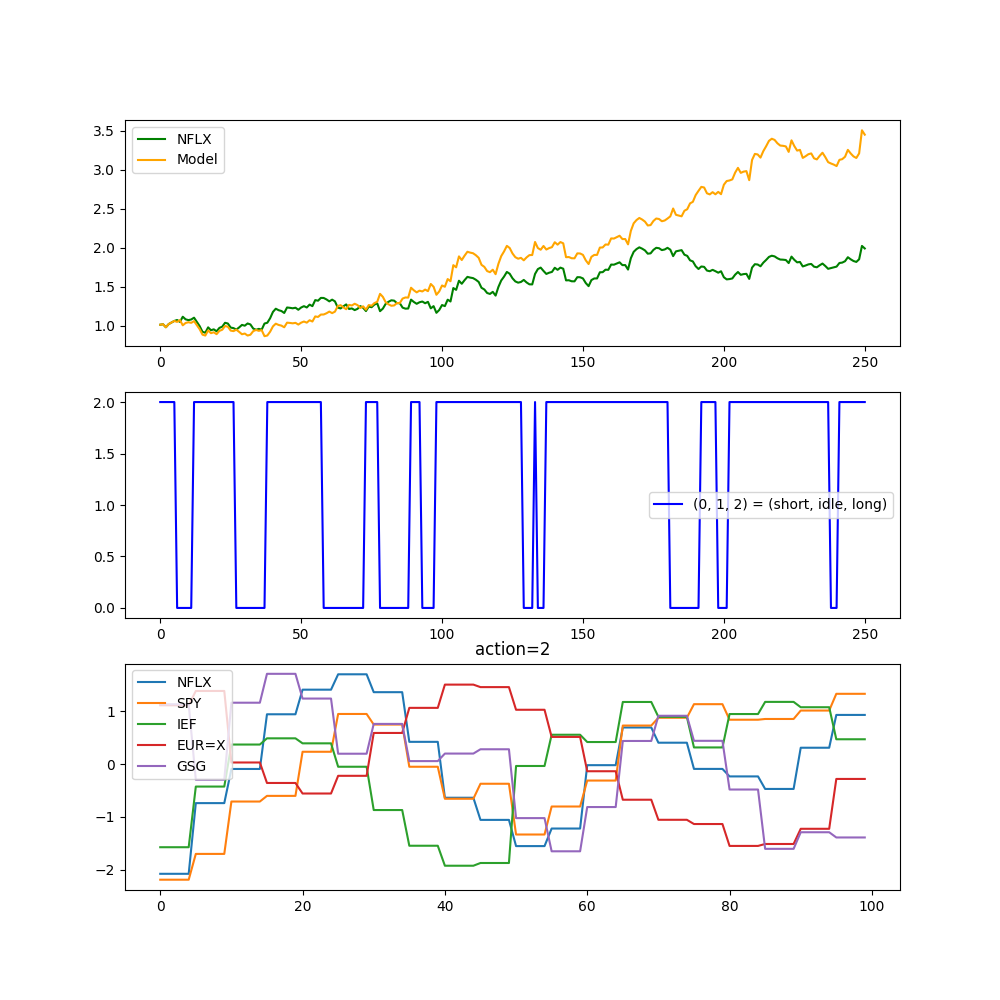 3.5
3.0
2.5
2.0
1.5
1.0
NFLX
Model
0 50 100 150 200 250
2.0
1.5
1.0
0.5
0.0
(0, 1, 2) = (short, idle, long)
0 50 100 150 200 250
action=2
1
0
−1
−2
NFLX
SPY
IEF
EUR=X
GSG
0 20 40 60 80 100